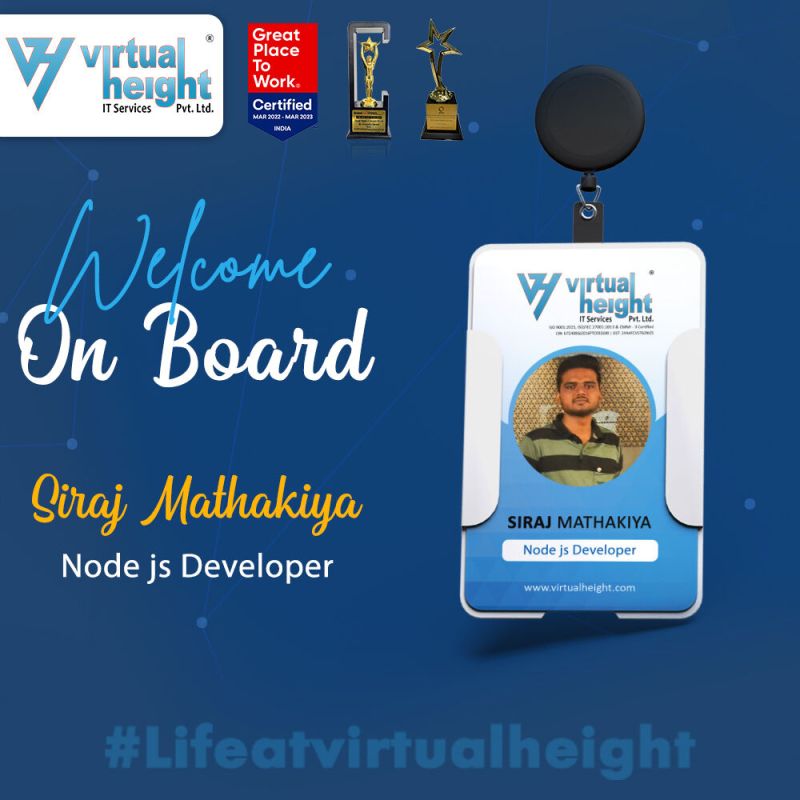 Virtual height ®
IT Services Pvt. Ltd.
Great
Place
To
Work®
Certified
MAR 2022 - MAR 2023
INDIA
Welcome
On Board
Siraj Mathakiya
Node js Developer
Virtual height ®
IT Services Pvt. Ltd.
SIRAJ MATHAKIYA
Node js Developer
www.virtualheight.com
#Lifeatvirtualheight